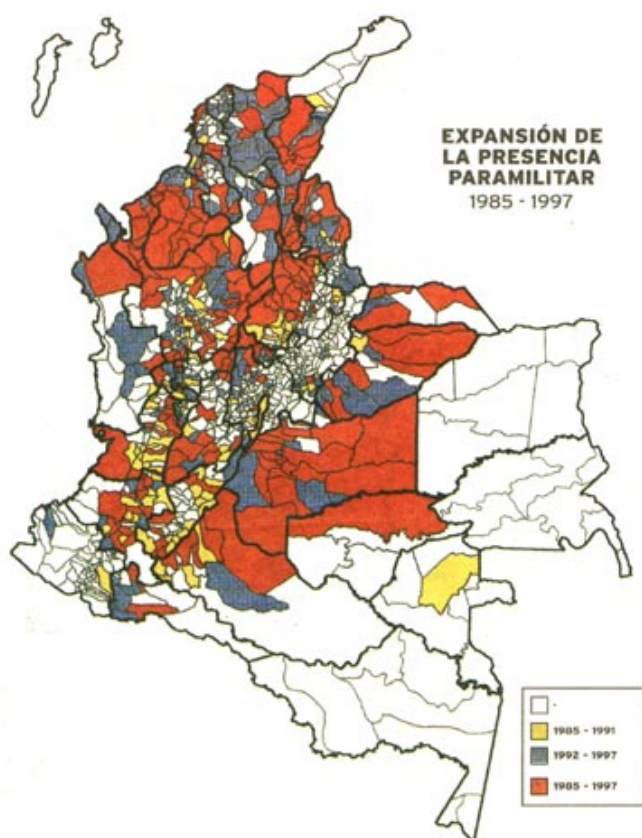 EXPANSIÓN DE
LA PRESENCIA
PARAMILITAR
1985 - 1997
-
1985 - 1991
1992 - 1997
1985 - 1997